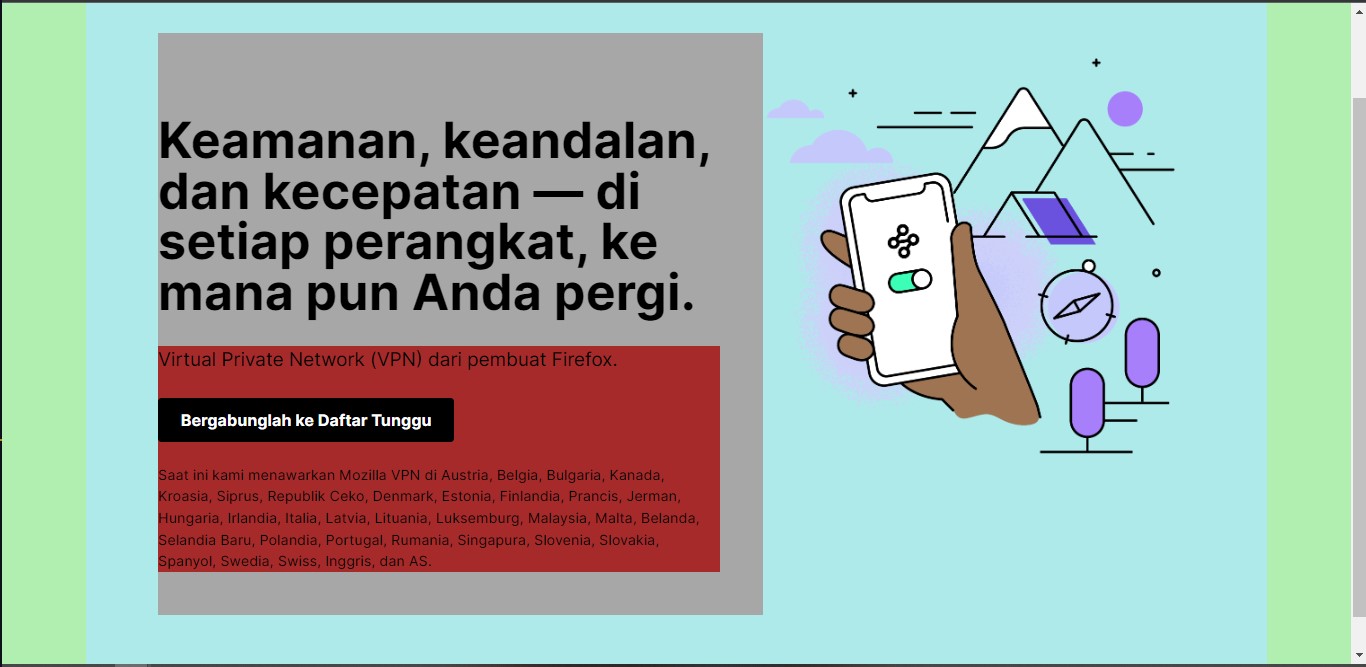 Keamanan, keandalan,
dan kecepatan — di
setiap perangkat, ke
mana pun Anda pergi.
Virtual Private Network (VPN) dari pembuat Firefox.
Bergabunglah ke Daftar Tunggu
Saat ini kami menawarkan Mozilla VPN di Austria, Belgia, Bulgaria, Kanada,
Kroasia, Siprus, Republik Ceko, Denmark, Estonia, Finlandia, Prancis, Jerman,
Hungaria, Irlandia, Italia, Latvia, Lituania, Luksemburg, Malaysia, Malta, Belanda,
Selandia Baru, Polandia, Portugal, Rumania, Singapura, Slovenia, Slovakia,
Spanyol, Swedia, Swiss, Inggris, dan AS.